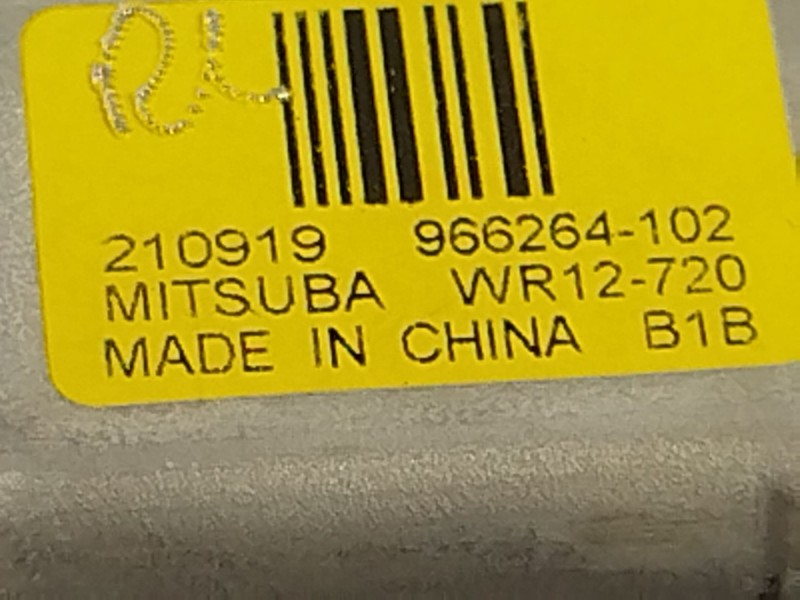 210919 966264-102
MITSUBA WR12-720
MADE IN CHINA B1B